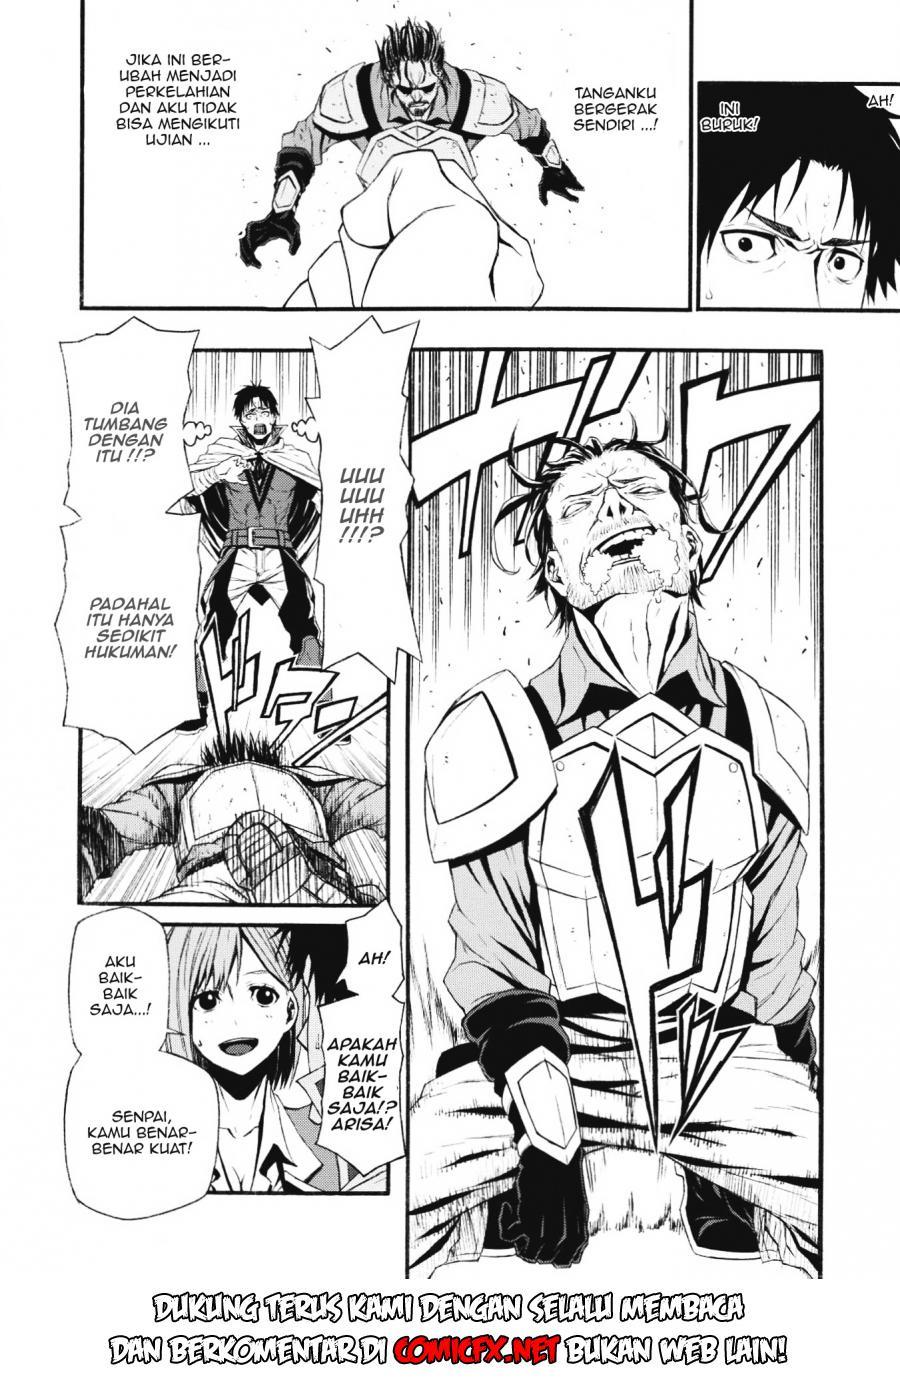 AH!
INI
BURUK!
TANGANKU
BERGERAK
SENDIRI ...!
JIKA INI BER-
UBAH MENJADI
PERKELAHIAN
DAN AKU TIDAK
BISA MENGIKUTI
UJIAN ...
ドサッ
UUU
UUU
UHH
!!!?
DIA
TUMBANG
DENGAN
ITU !!?
PADAHAL
ITU HANYA
SEDIKIT
HUKUMAN!
AH!
APAKAH
KAMU
BAIK-
BAIK
SAJA!?
ARISA!
AKU
BAIK-
BAIK
SAJA...!
SENPAI,
KAMU BENAR-
BENAR KUAT!
DUKUNG TERUS KAMI DENGAN SELALU MEMBACA
DAN BERKOMENTAR DI COMICFX.NET BUKAN WEB LAIN!